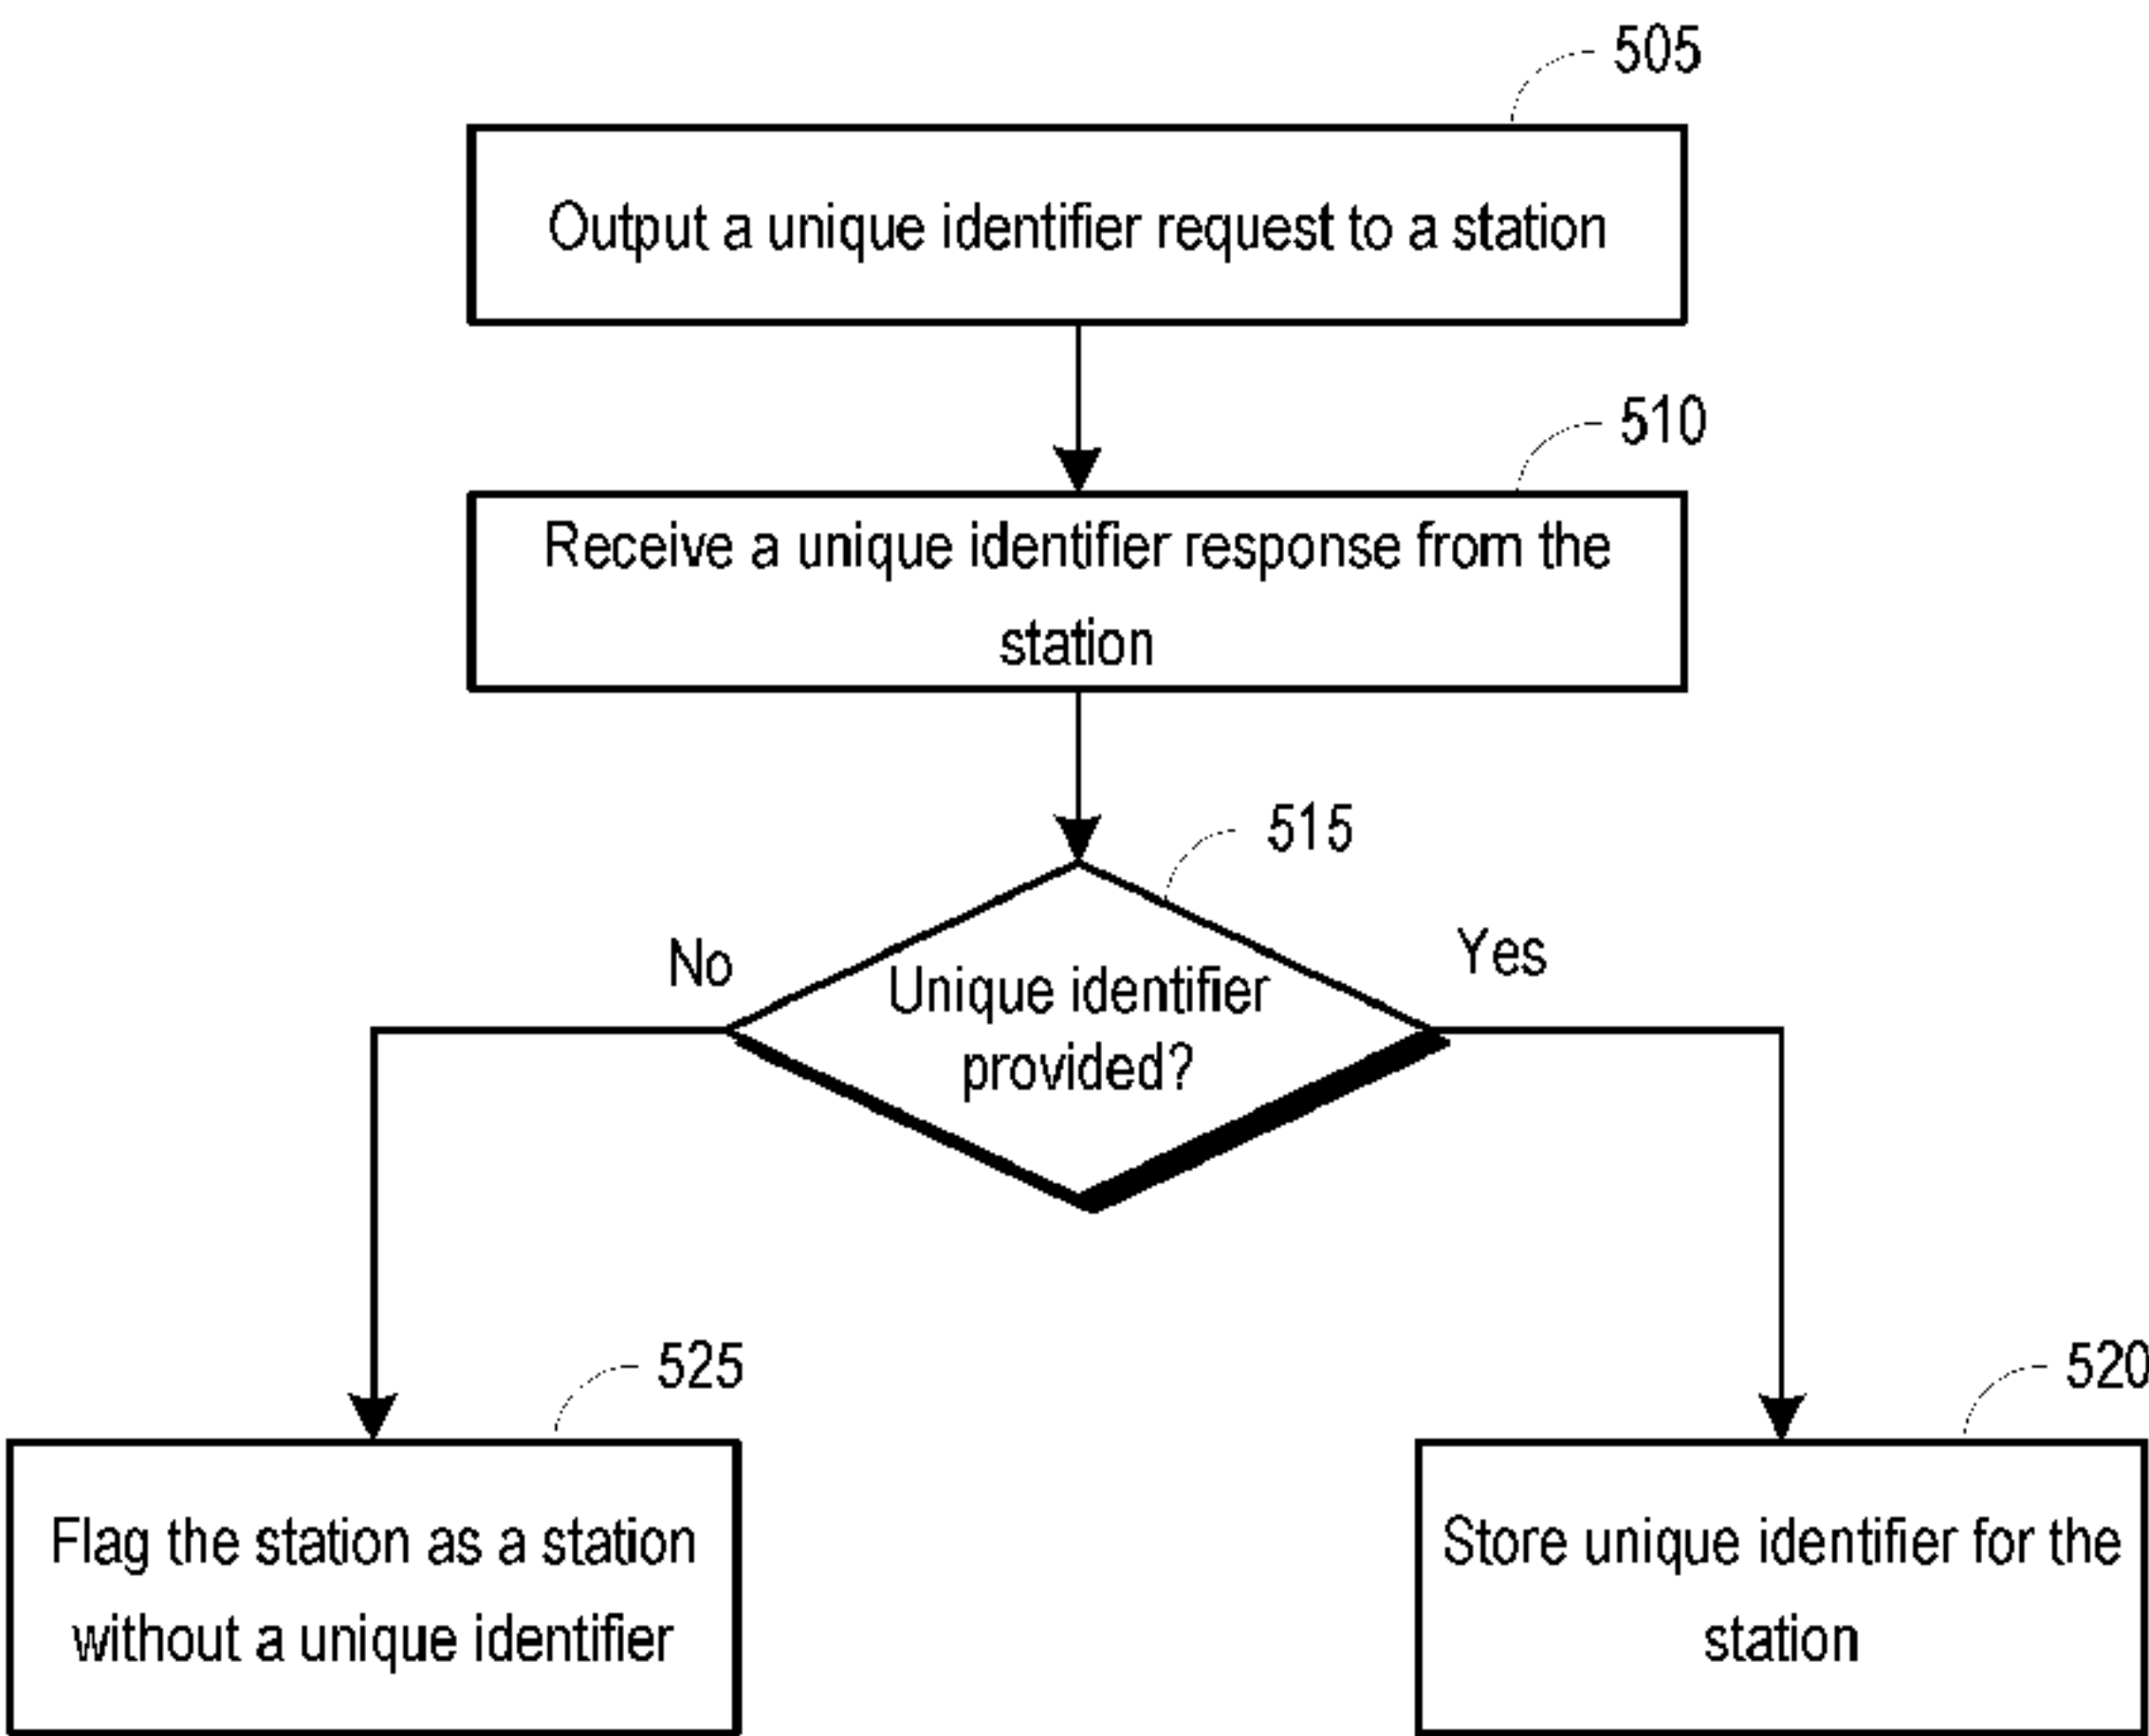 505
Output a unique identifier request to a station
510
Receive a unique identifier response from the
station
515
No
Yes
Unique identifier
provided?
525
520
Flag the station as a station
without a unique identifier
Store unique identifier for the
station